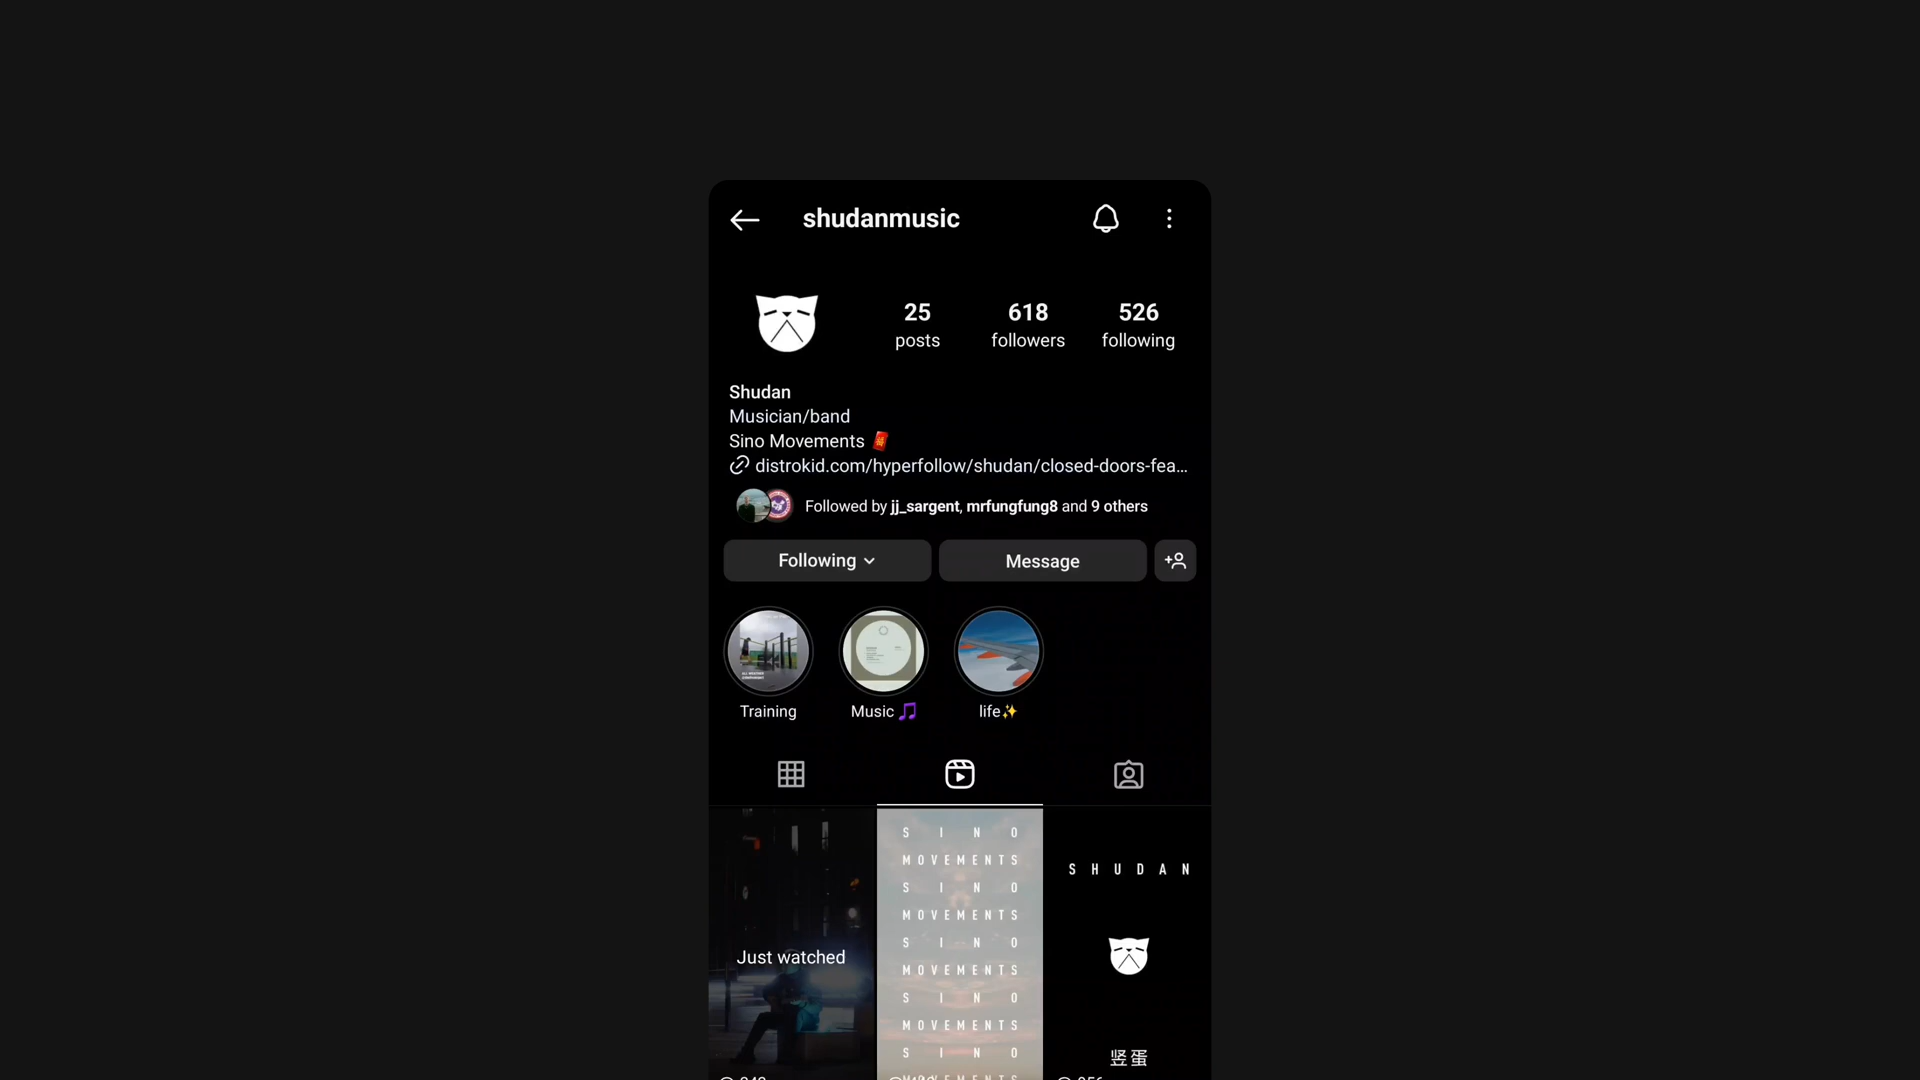 shudanmusic
25 618 526
posts followers following
Shudan
Musician/band
Sino Movements
distrokid.com/hyperfollow/shudan/closed-doors-fea...
Followed by jj_sargent, mrfungfung8 and 9 others
Following Message
Training Music life
Just watched
S I N O
MOVEMENTS
S I N O
MOVEMENTS
S I N O
MOVEMENTS
S I N O
MOVEMENTS
S I N O
MOVEMENTS
SHUDAN
竖蛋